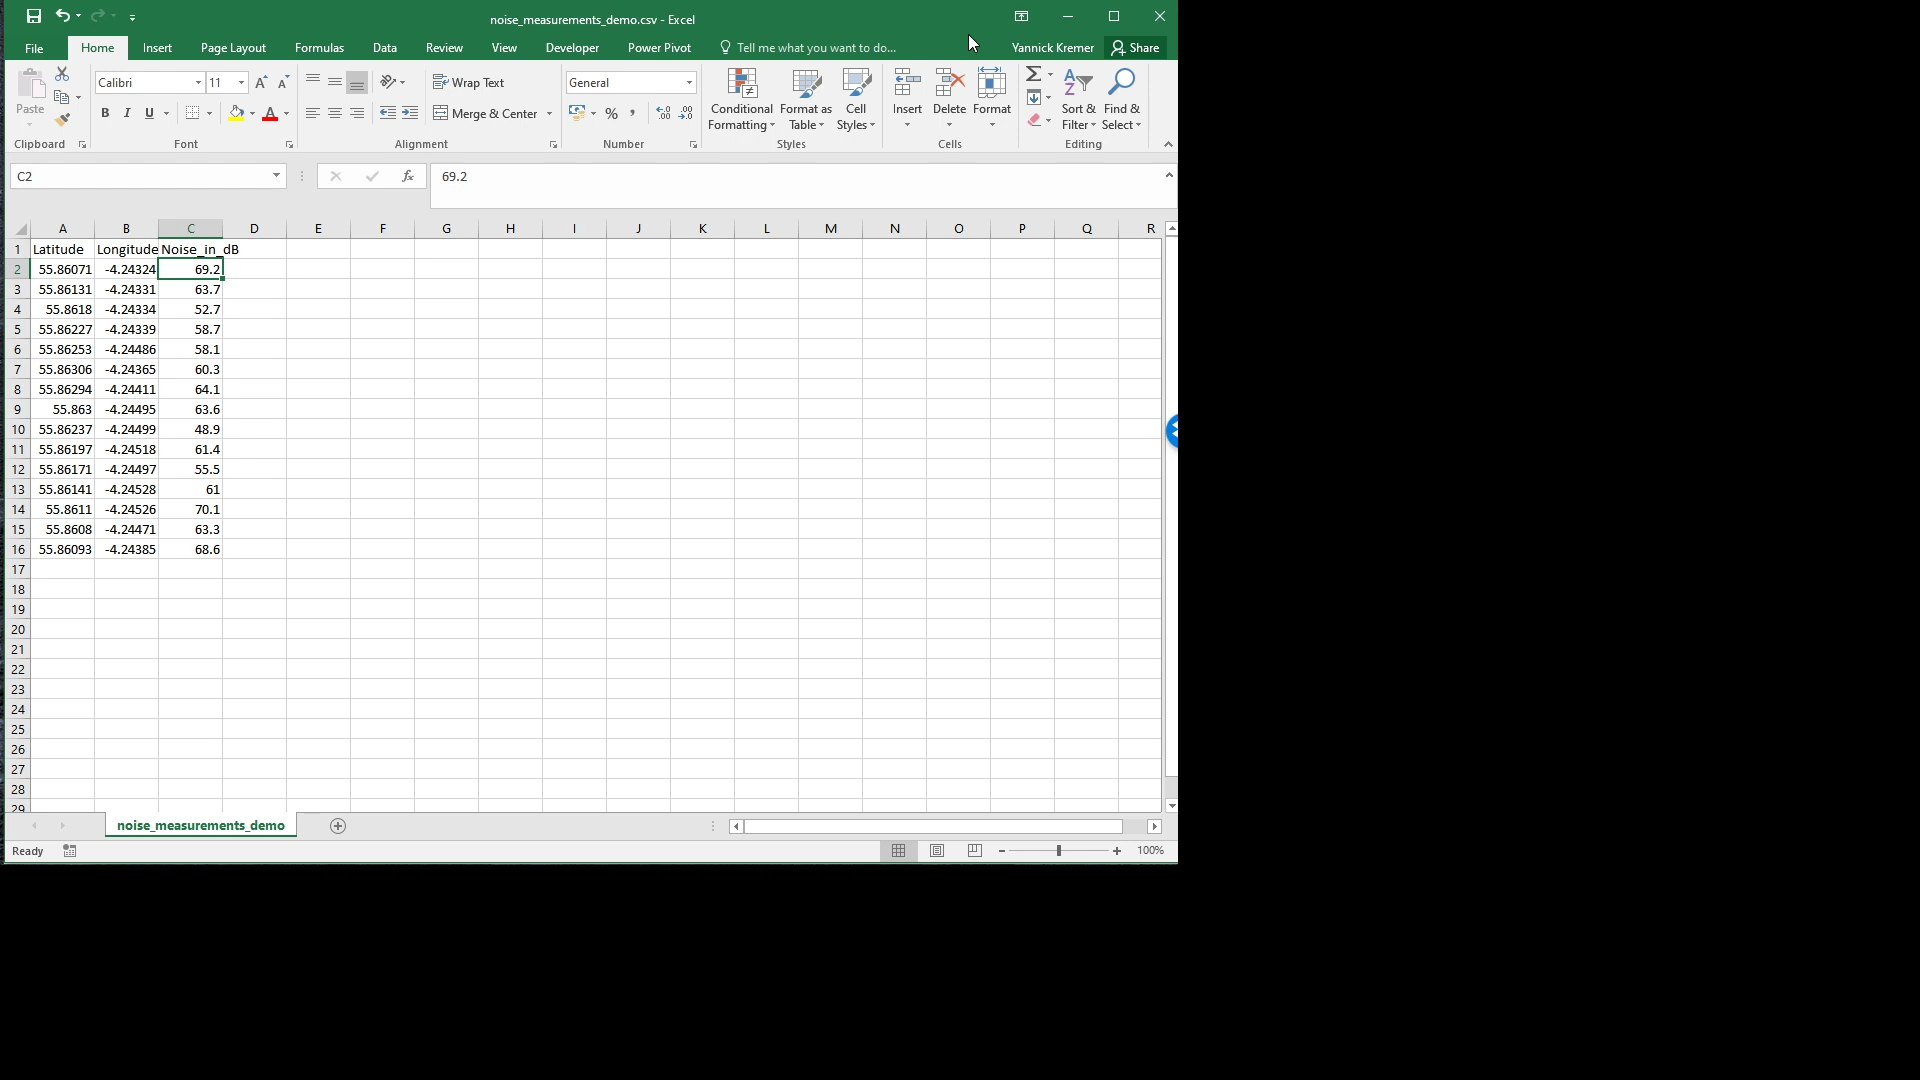 noise_measurements_demo.csv - Excel
File Home Insert Page Layout Formulas Data Review View Developer Power Pivot Tell me what you want to do... Yannick Kremer Share
Paste Calibri 11 Wrap Text General Conditional Formatting Format as Table Cell Styles Insert Delete Format Sort & Filter Find & Select
B I U A Merge & Center %
Clipboard Font Alignment Number Styles Cells Editing
C2 fx 69.2
A B C D E F G H I J K L M N O P Q R
1 Latitude Longitude Noise_in_dB
2 55.86071 -4.24324 69.2
3 55.86131 -4.24331 63.7
4 55.8618 -4.24334 52.7
5 55.86227 -4.24339 58.7
6 55.86253 -4.24486 58.1
7 55.86306 -4.24365 60.3
8 55.86294 -4.24411 64.1
9 55.863 -4.24495 63.6
10 55.86237 -4.24499 48.9
11 55.86197 -4.24518 61.4
12 55.86171 -4.24497 55.5
13 55.86141 -4.24528 61
14 55.8611 -4.24526 70.1
15 55.8608 -4.24471 63.3
16 55.86093 -4.24385 68.6
17
18
19
20
21
22
23
24
25
26
27
28
29
noise_measurements_demo
Ready 100%